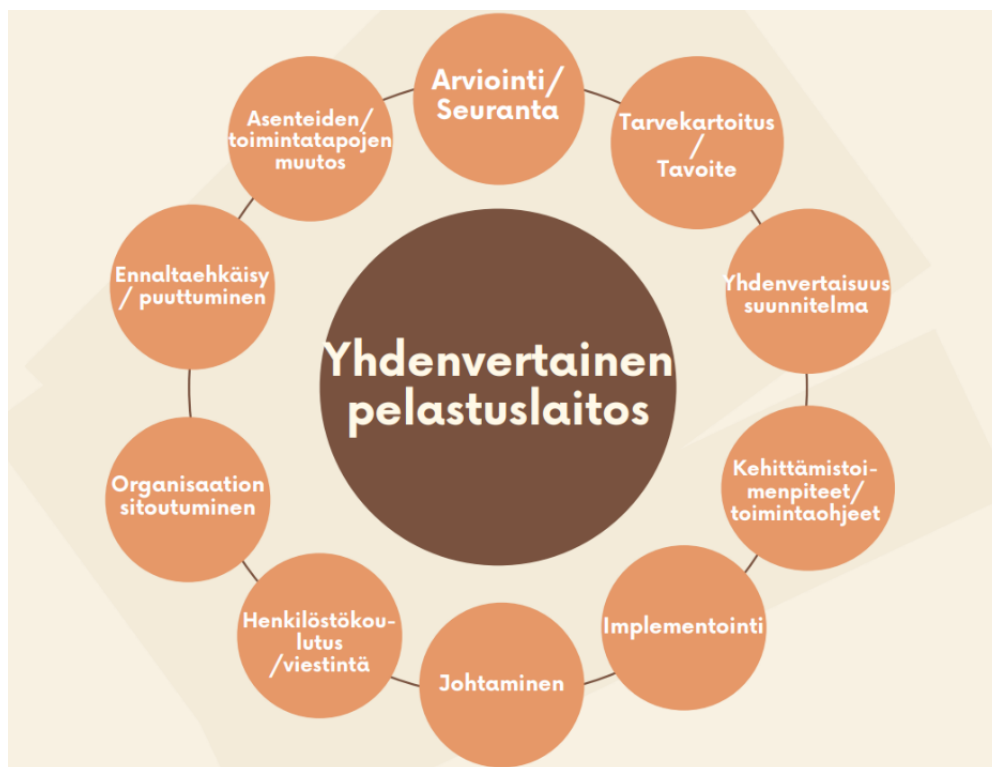 Arviointi/
Seuranta
Tarvekartoitus
/
Tavoite
Yhdenvertaisuus
suunnitelma
Kehittämistoi-
menpiteet/
toimintaohjeet
Implementointi
Johtaminen
Henkilöstökou-
lutus
/viestintä
Organisaation
sitoutuminen
Ennaltaehkäisy
/ puuttuminen
Asenteiden/
toimintatapojen
muutos
Yhdenvertainen
pelastuslaitos